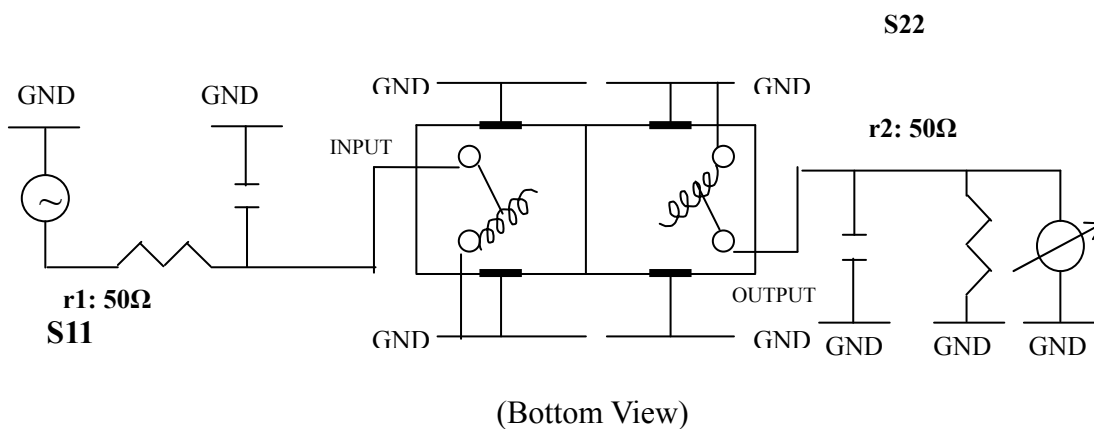 S22
GND
GND
GND
GND
r2: 50Ω
INPUT
r1: 50Ω
S11
OUTPUT
GND
GND
GND
GND
GND
(Bottom View)